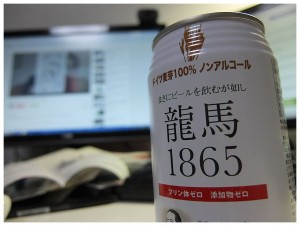 ドイツ麦芽100% ノンアルコール
まさにビールを飲むが如し
龍馬
1865
プリン体ゼロ 添加物ゼロ